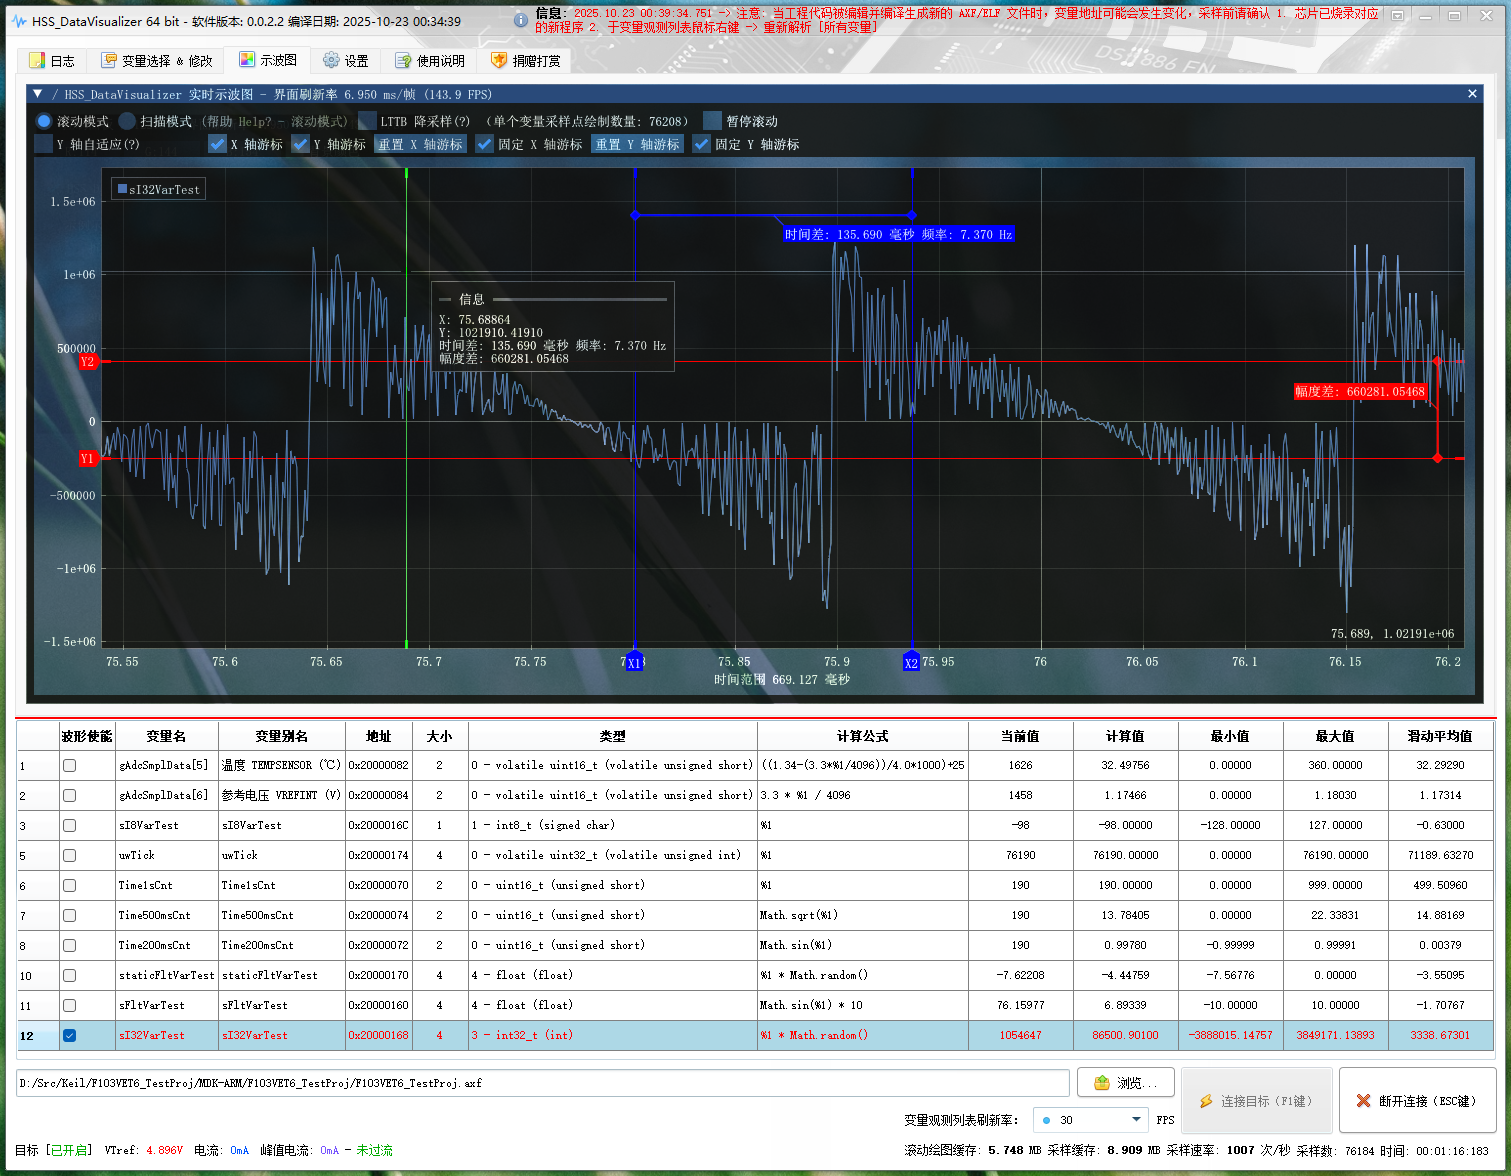 HSS_DataVisualizer 64 bit - 软件版本: 0.0.2.2 编译日期: 2025-10-23 00:34:39
信息: 2025.10.23 00:39:34.751 -> 注意: 当工程代码被编辑并编译生成新的 AXF/ELF 文件时, 变量地址可能会发生变化, 采样前请确认 1. 芯片已烧录对应
的新程序 2. 于变量观测列表鼠标右键 -> 重新解析 [所有变量]
日志 变量选择 & 修改 示波图 设置 使用说明 捐赠打赏
▼ / HSS_DataVisualizer 实时示波图 - 界面刷新率 6.950 ms/帧 (143.9 FPS)
滚动模式 扫描模式 (帮助 Help? - 滚动模式) LTTB 降采样(?) (单个变量采样点绘制数量: 76208) 暂停滚动
Y 轴自适应(?) X 轴游标 Y 轴游标 重置 X 轴游标 固定 X 轴游标 重置 Y 轴游标 固定 Y 轴游标
sI32VarTest
1.5e+06
时间差: 135.690 毫秒 频率: 7.370 Hz
1e+06
信息
X: 75.68864
Y: 1021910.41910
时间差: 135.690 毫秒 频率: 7.370 Hz
幅度差: 660281.05468
500000
Y2
幅度差: 660281.05468
0
Y1
-500000
-1e+06
75.689, 1.02191e+06
-1.5e+06
75.55 75.6 75.65 75.7 75.75 X1 75.85 75.9 X2 75.95 76 76.05 76.1 76.15 76.2
时间范围 669.127 毫秒
波形使能 变量名 变量别名 地址 大小 类型 计算公式 当前值 计算值 最小值 最大值 滑动平均值
1 gAdcSmplData[5] 温度 TEMPSENSOR (℃) 0x20000082 2 0 - volatile uint16_t (volatile unsigned short) ((1.34-(3.3*%1/4096))/4.0*1000)+25 1626 32.49756 0.00000 360.00000 32.29290
2 gAdcSmplData[6] 参考电压 VREFINT (V) 0x20000084 2 0 - volatile uint16_t (volatile unsigned short) 3.3 * %1 / 4096 1458 1.17466 0.00000 1.18030 1.17314
3 sI8VarTest sI8VarTest 0x2000016C 1 1 - int8_t (signed char) %1 -98 -98.00000 -128.00000 127.00000 -0.63000
5 uwTick uwTick 0x20000174 4 0 - volatile uint32_t (volatile unsigned int) %1 76190 76190.00000 0.00000 76190.00000 71189.63270
6 Time1sCnt Time1sCnt 0x20000070 2 0 - uint16_t (unsigned short) %1 190 190.00000 0.00000 999.00000 499.50960
7 Time500msCnt Time500msCnt 0x20000074 2 0 - uint16_t (unsigned short) Math.sqrt(%1) 190 13.78405 0.00000 22.33831 14.88169
8 Time200msCnt Time200msCnt 0x20000072 2 0 - uint16_t (unsigned short) Math.sin(%1) 190 0.99780 -0.99999 0.99991 0.00379
10 staticFltVarTest staticFltVarTest 0x20000170 4 4 - float (float) %1 * Math.random() -7.62208 -4.44759 -7.56776 0.00000 -3.55095
11 sFltVarTest sFltVarTest 0x20000160 4 4 - float (float) Math.sin(%1) * 10 76.15977 6.89339 -10.00000 10.00000 -1.70767
12 sI32VarTest sI32VarTest 0x20000168 4 3 - int32_t (int) %1 * Math.random() 1054647 86500.90100 -3888015.14757 3849171.13893 3338.67301
D:/Src/Keil/F103VET6_TestProj/MDK-ARM/F103VET6_TestProj/F103VET6_TestProj.axf
浏览... 连接目标 (F1键) 断开连接 (ESC键)
变量观测列表刷新率: 30 FPS
目标 [已开启] VTref: 4.896V 电流: 0mA 峰值电流: 0mA - 未过流
滚动绘图缓存: 5.748 MB 采样缓存: 8.909 MB 采样速率: 1007 次/秒 采样数: 76184 时间: 00:01:16:183